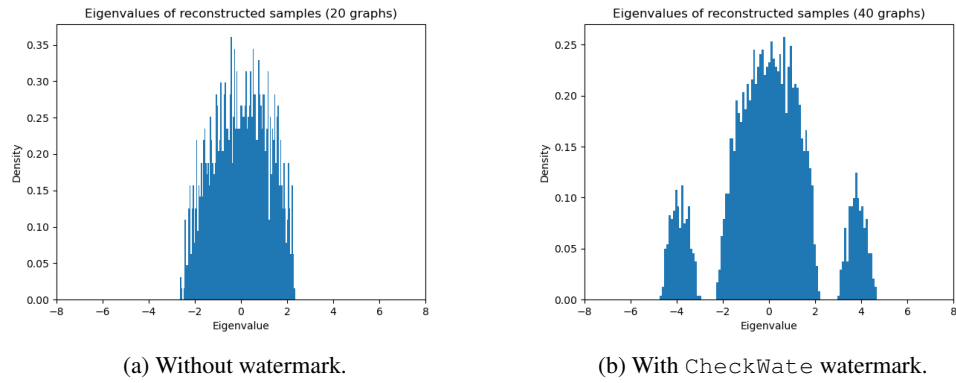 Eigenvalues of reconstructed samples (20 graphs)
0.35
0.30
0.25
0.20
0.15
0.10
0.05
0.00
Density
−8 −6 −4 −2 0 2 4 6 8
Eigenvalue
(a) Without watermark.
Eigenvalues of reconstructed samples (40 graphs)
0.25
0.20
0.15
0.10
0.05
0.00
Density
−8 −6 −4 −2 0 2 4 6 8
Eigenvalue
(b) With CheckWate watermark.